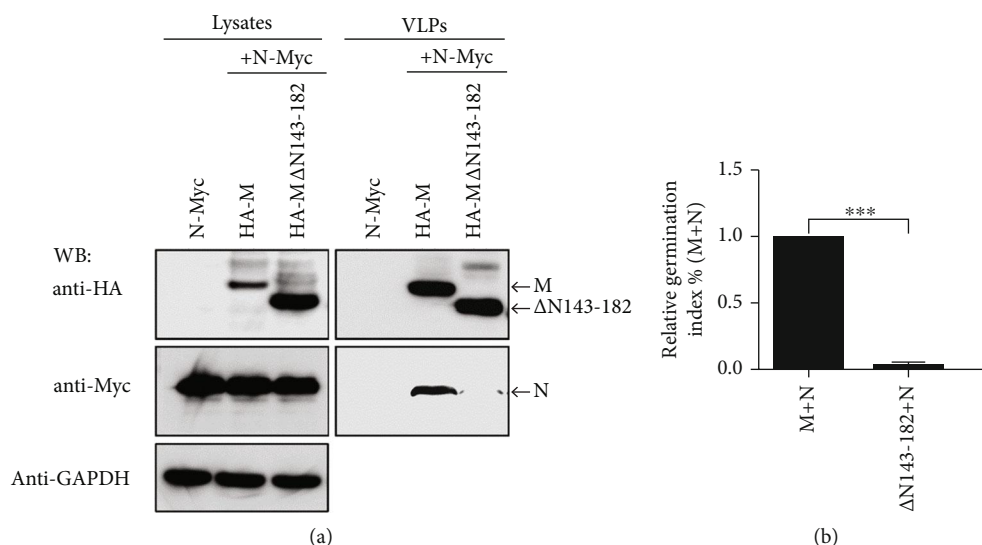 Lysates
VLPs
+N-Myc
+N-Myc
N-Myc
HA-M
HA-MΔN143-182
N-Myc
HA-M
HA-MΔN143-182
WB:
anti-HA
←M
←ΔN143-182
anti-Myc
←N
Anti-GAPDH
(a)
Relative germination
index % (M+N)
1.5
1.0
0.5
0.0
***
M+N
ΔN143-182+N
(b)